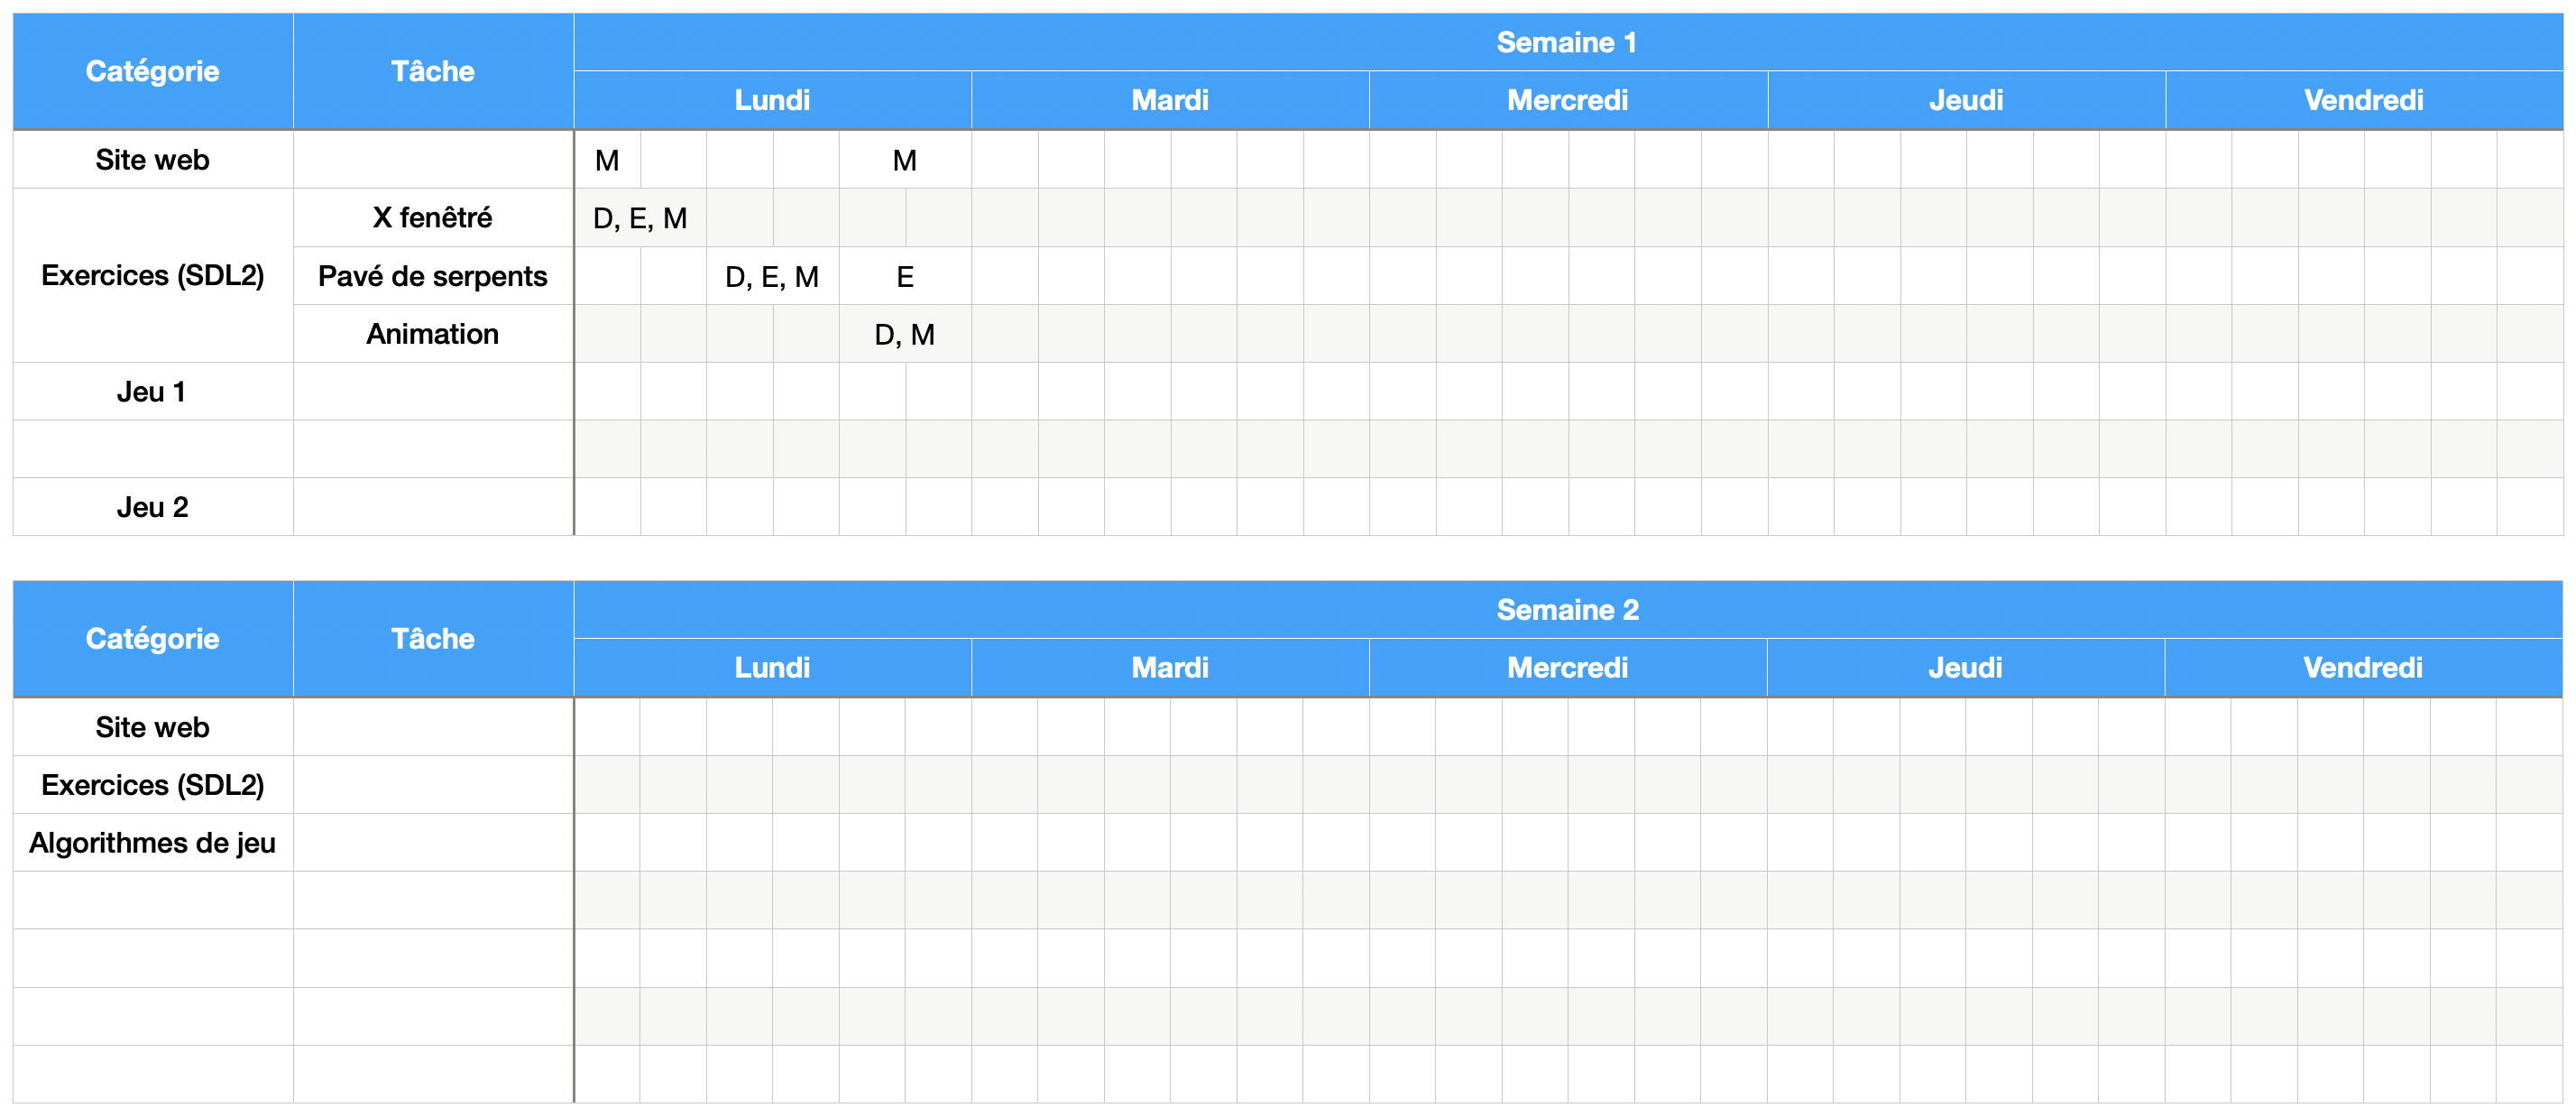 Catégorie Tâche Semaine 1
Lundi Mardi Mercredi Jeudi Vendredi
Site web M M
Exercices (SDL2) X fenêtré D, E, M
Pavé de serpents D, E, M E
Animation D, M
Jeu 1
Jeu 2
Catégorie Tâche Semaine 2
Lundi Mardi Mercredi Jeudi Vendredi
Site web
Exercices (SDL2)
Algorithmes de jeu